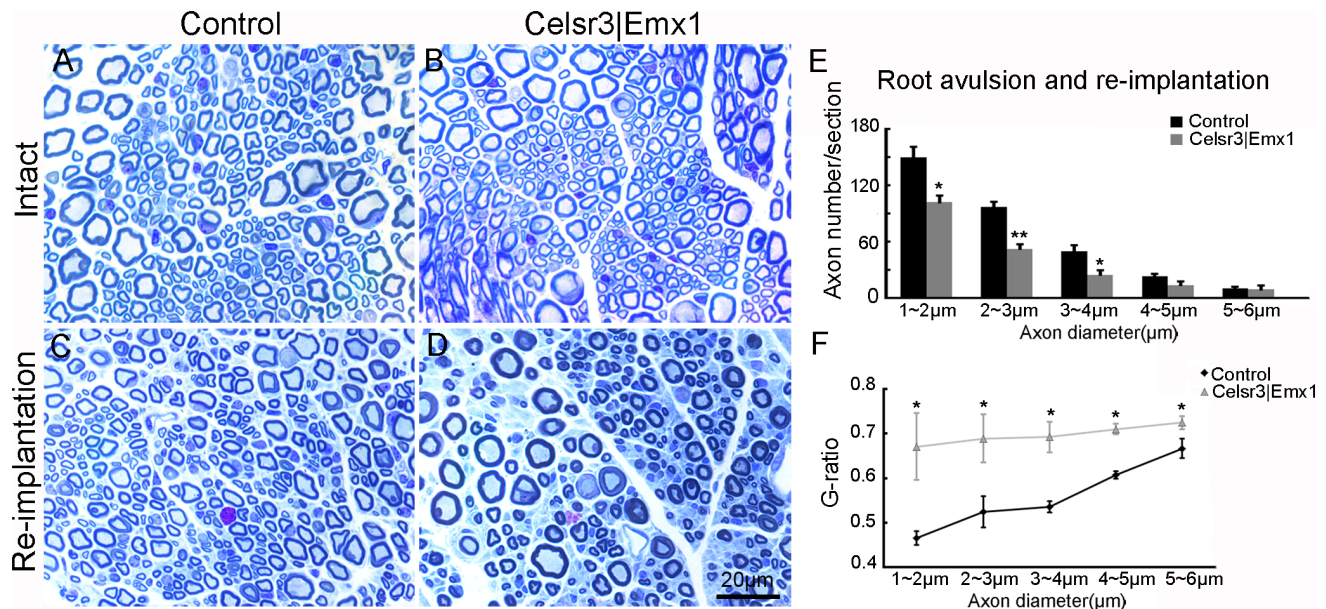 Control
Celsr3|Emx1
Intact
Re-implantation
A
B
C
D
20μm
E
Root avulsion and re-implantation
Control
Celsr3|Emx1
Axon number/section
180
120
60
0
1~2μm 2~3μm 3~4μm 4~5μm 5~6μm
Axon diameter(μm)
* ** *
F
Control
Celsr3|Emx1
G-ratio
0.8
0.7
0.6
0.5
0.4
* * * * *
1~2μm 2~3μm 3~4μm 4~5μm 5~6μm
Axon diameter(μm)